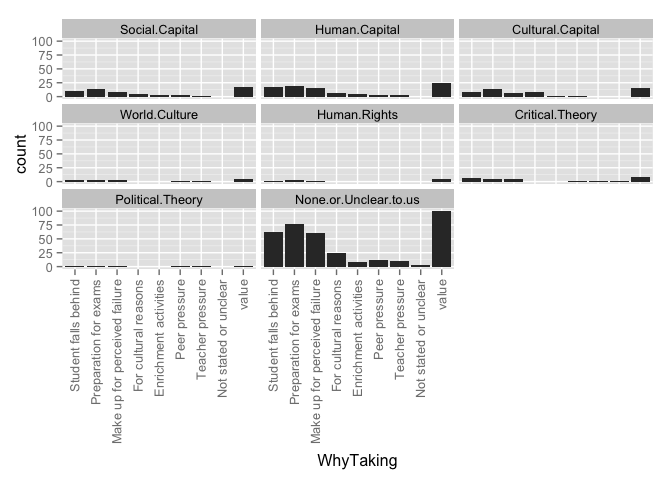 Social.Capital
Human.Capital
Cultural.Capital
100
75
50
25
0
World.Culture
Human.Rights
Critical.Theory
100
75
50
25
0
Political.Theory
None.or.Unclear.to.us
100
75
50
25
0
count
Student falls behind
Preparation for exams
Make up for perceived failure
For cultural reasons
Enrichment activities
Peer pressure
Teacher pressure
Not stated or unclear
value
Student falls behind
Preparation for exams
Make up for perceived failure
For cultural reasons
Enrichment activities
Peer pressure
Teacher pressure
Not stated or unclear
value
WhyTaking